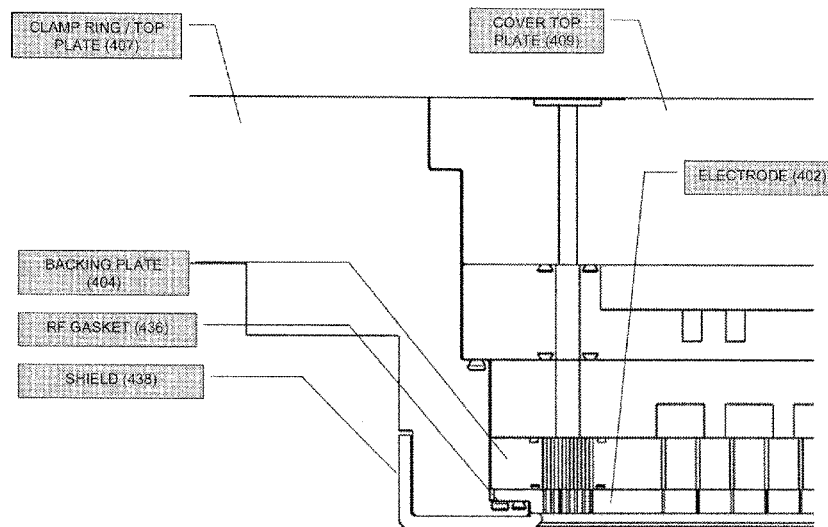 CLAMP RING / TOP
PLATE (407)
COVER TOP
PLATE (409)
ELECTRODE (402)
BACKING PLATE
(404)
RF GASKET (436)
SHIELD (438)